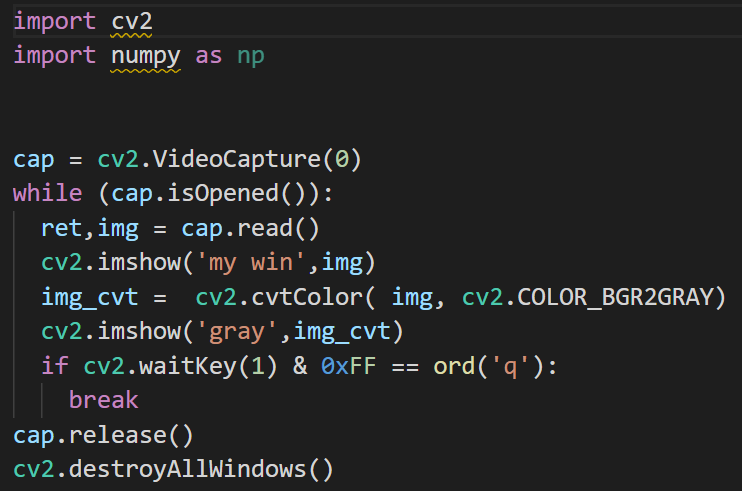 import cv2
import numpy as np
cap = cv2.VideoCapture(0)
while (cap.isOpened()):
  ret,img = cap.read()
  cv2.imshow('my win',img)
  img_cvt =  cv2.cvtColor( img, cv2.COLOR_BGR2GRAY)
  cv2.imshow('gray',img_cvt)
  if cv2.waitKey(1) & 0xFF == ord('q'):
    break
cap.release()
cv2.destroyAllWindows()